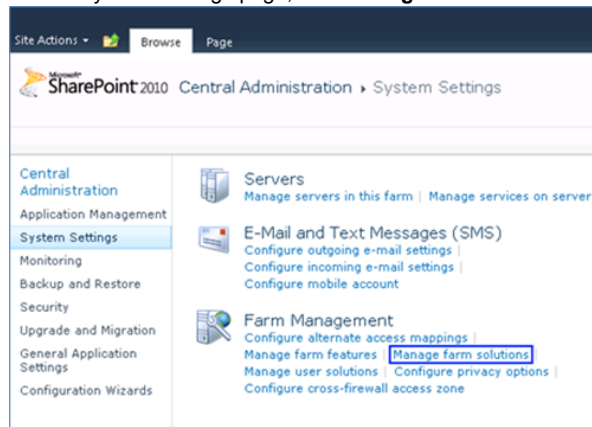 Site Actions Browse Page
Microsoft
SharePoint 2010 Central Administration System Settings
Central
Administration
Application Management
System Settings
Monitoring
Backup and Restore
Security
Upgrade and Migration
General Application
Settings
Configuration Wizards
Servers
Manage servers in this farm | Manage services on server
E-Mail and Text Messages (SMS)
Configure outgoing e-mail settings |
Configure incoming e-mail settings |
Configure mobile account
Farm Management
Configure alternate access mappings |
Manage farm features | Manage farm solutions |
Manage user solutions | Configure privacy options |
Configure cross-firewall access zone